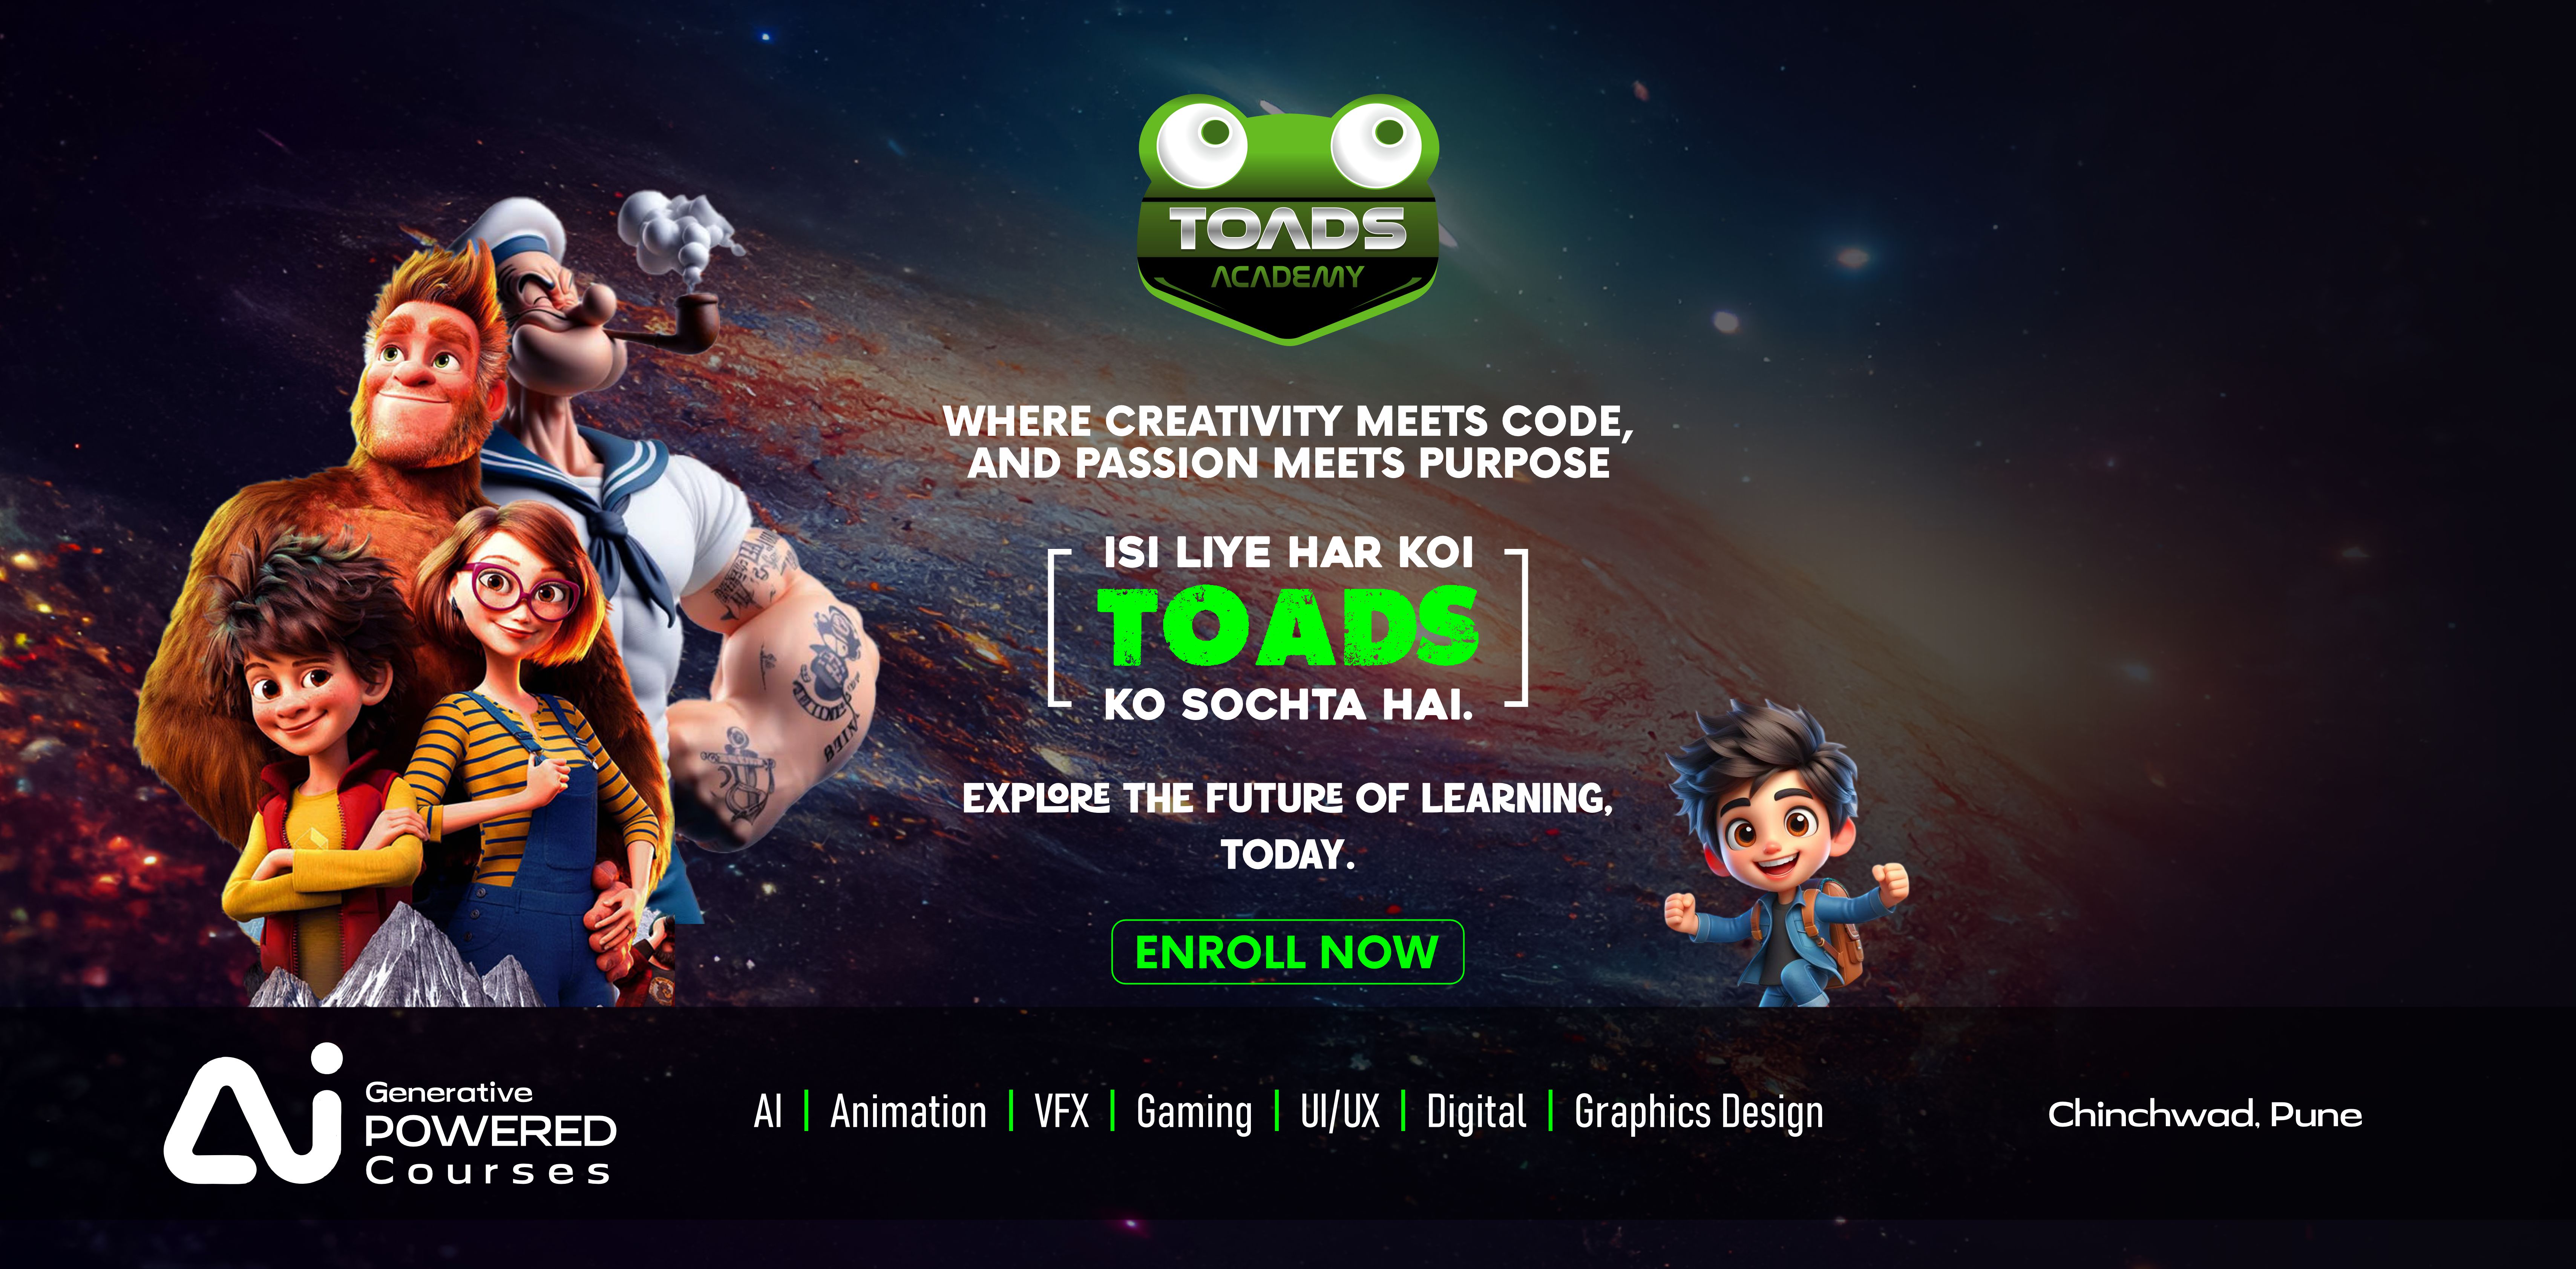 TOADS
ACADEMY
WHERE CREATIVITY MEETS CODE,
AND PASSION MEETS PURPOSE
ISI LIYE HAR KOI
TOADS
KO SOCHTA HAI.
EXPLORE THE FUTURE OF LEARNING,
TODAY.
ENROLL NOW
Ai
Generative
POWERED
Courses
AI | Animation | VFX | Gaming | UI/UX | Digital | Graphics Design
Chinchwad, Pune